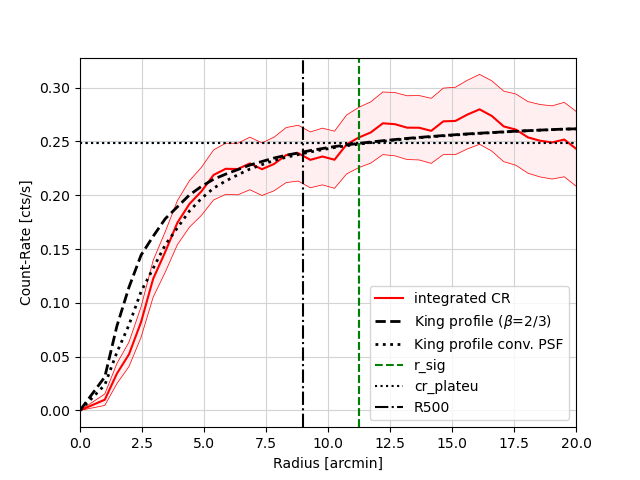 0.30
0.25
0.20
0.15
0.10
0.05
0.00
Count-Rate [cts/s]
integrated CR
King profile (β=2/3)
King profile conv. PSF
r_sig
cr_plateu
R500
0.0 2.5 5.0 7.5 10.0 12.5 15.0 17.5 20.0
Radius [arcmin]